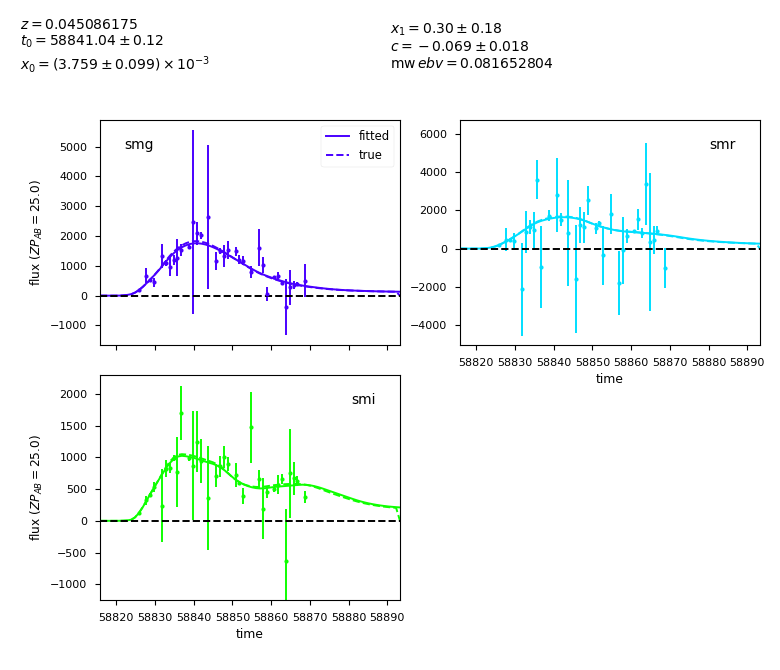 z = 0.045086175
t₀ = 58841.04 ± 0.12
x₀ = (3.759 ± 0.099) × 10⁻³
x₁ = 0.30 ± 0.18
c = −0.069 ± 0.018
mw ebv = 0.081652804
smg
fitted
true
5000
4000
3000
2000
1000
0
−1000
flux (ZP_AB = 25.0)
smr
6000
4000
2000
0
−2000
−4000
58820 58830 58840 58850 58860 58870 58880 58890
time
smi
2000
1500
1000
500
0
−500
−1000
flux (ZP_AB = 25.0)
58820 58830 58840 58850 58860 58870 58880 58890
time